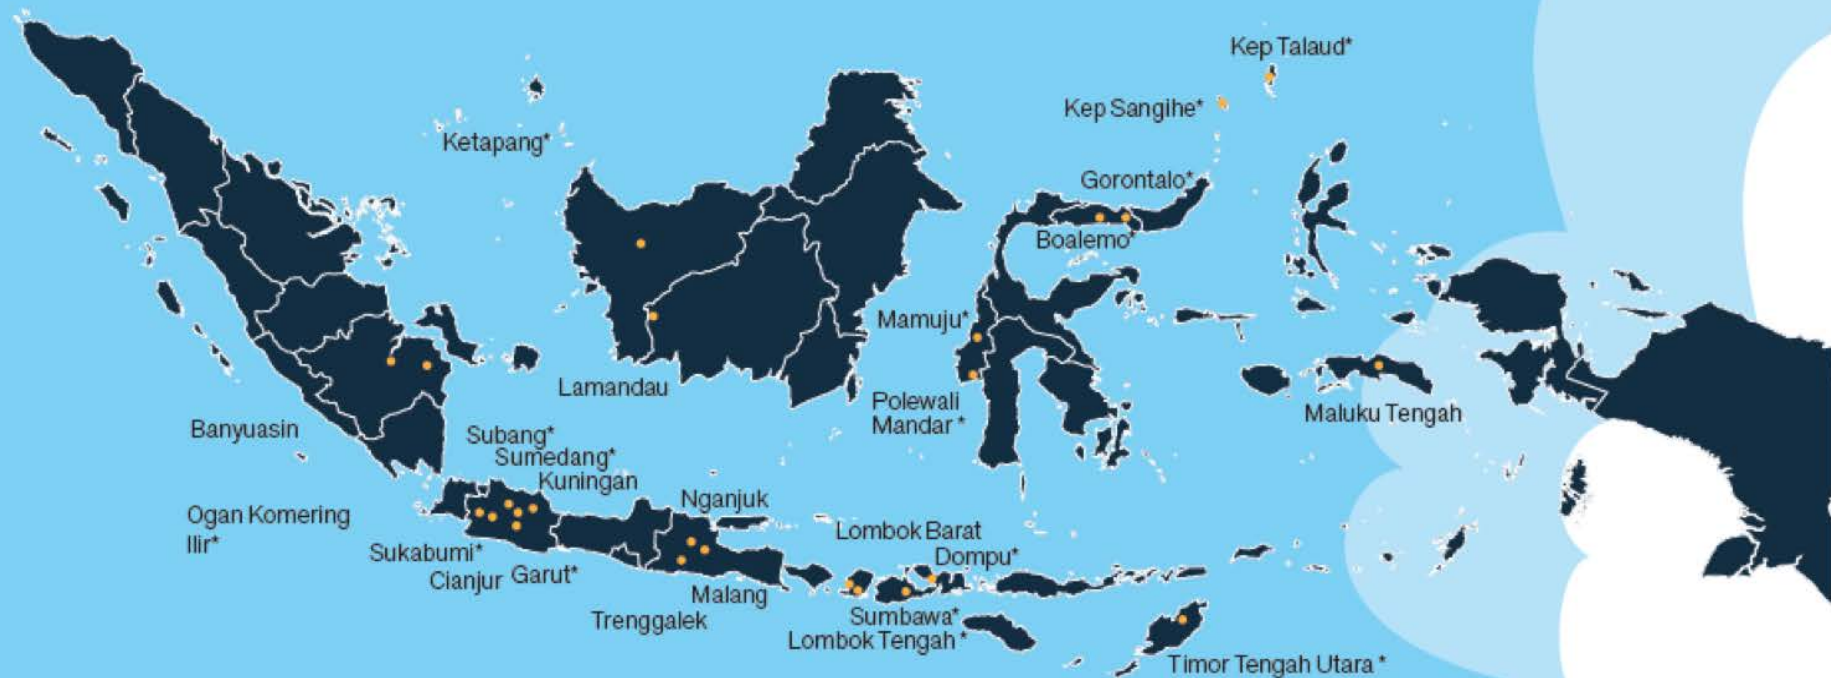 Kep Talaud*
Kep Sangihe*
Ketapang*
Gorontalo*
Boalemo*
Mamuju*
Lamandau
Polewali
Mandar *
Maluku Tengah
Banyuasin
Subang*
Sumedang*
Kuningan
Nganjuk
Ogan Komering
Ilir*
Lombok Barat
Dompu*
Sukabumi*
Cianjur
Garut*
Malang
Trenggalek
Sumbawa*
Lombok Tengah *
Timor Tengah Utara *